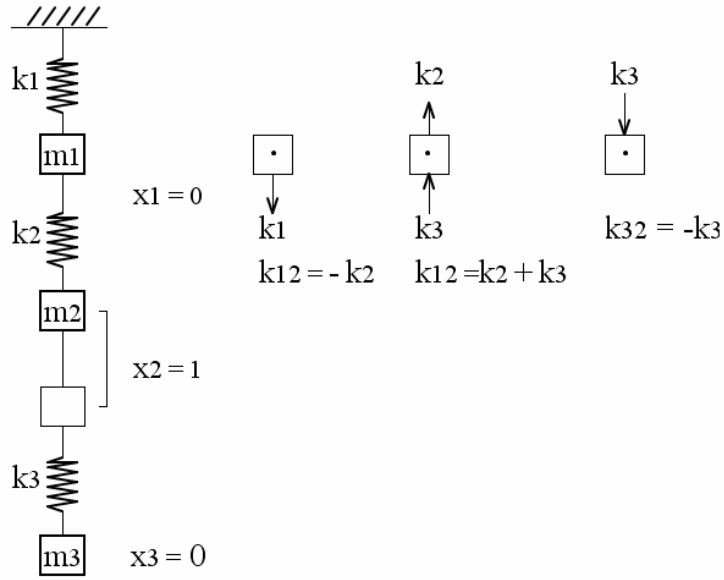 k1
m1
x1 = 0
k2
m2
x2 = 1
k3
m3
x3 = 0
k1
k12 = - k2
k2
k3
k12 =k2 + k3
k3
k32 = -k3